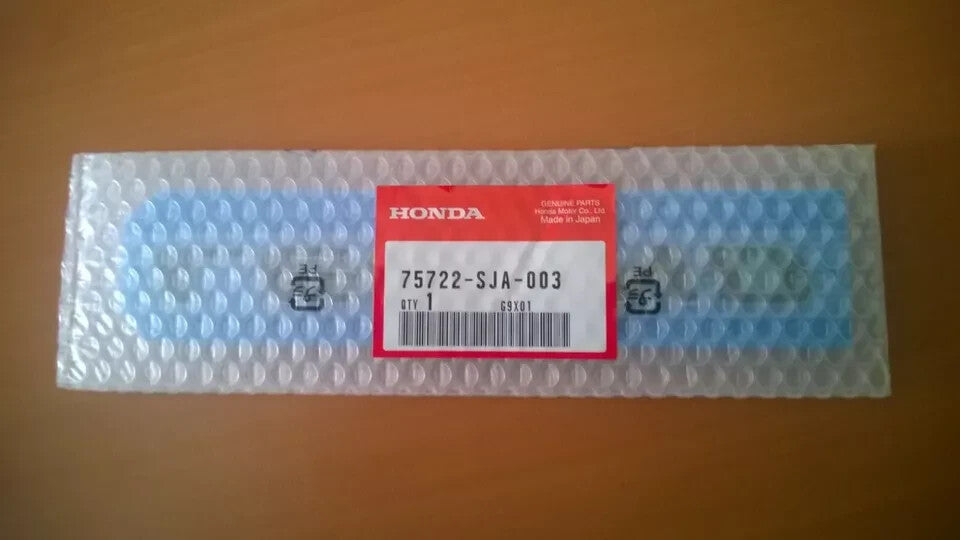 HONDA
GENUINE PARTS
Honda Motor Co., Ltd.
Made in Japan
75722-SJA-003
QTY 1 G9X01
PE
PE